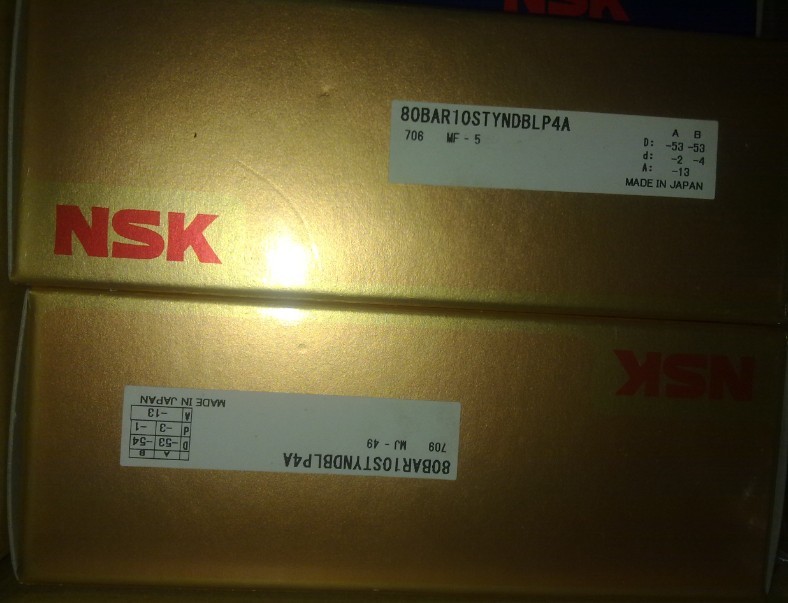 NSK
80BAR10STYNDBLP4A
706 MF - 5
A B
D: -53 -53
d: -2 -4
A: -13
MADE IN JAPAN
NSK
NSK
80BAR10STYNDBLP4A
709 MJ - 49
A B
D -53 -54
d -3 -1
A -13
MADE IN JAPAN